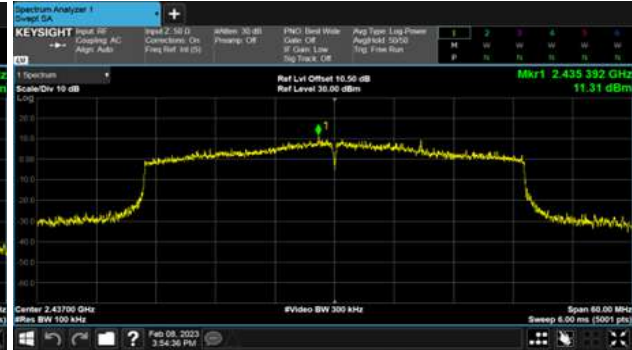 Spectrum Analyzer 1
Swept SA
+
KEYSIGHT Input: RF Input Z: 50 Ω #Atten: 30 dB PNO: Best Wide Avg Type: Log-Power 1 2 3 4 5 6
Coupling: AC Corrections: On Preamp: Off Gate: Off Avg|Hold: 50/50 M W W W W W
Align: Auto Freq Ref: Int (S) IF Gain: Low Trig: Free Run P N N N N N
Sig Track: Off
1 Spectrum Ref Lvl Offset 10.50 dB Mkr1 2.435 392 GHz
Scale/Div 10 dB Ref Level 30.00 dBm 11.31 dBm
Log
20.0
1
10.0
0.00
-10.0
-20.0
-30.0
-40.0
-50.0
-60.0
Center 2.43700 GHz #Video BW 300 kHz Span 60.00 MHz
#Res BW 100 kHz Sweep 6.00 ms (5001 pts)
? Feb 08, 2023
3:54:36 PM